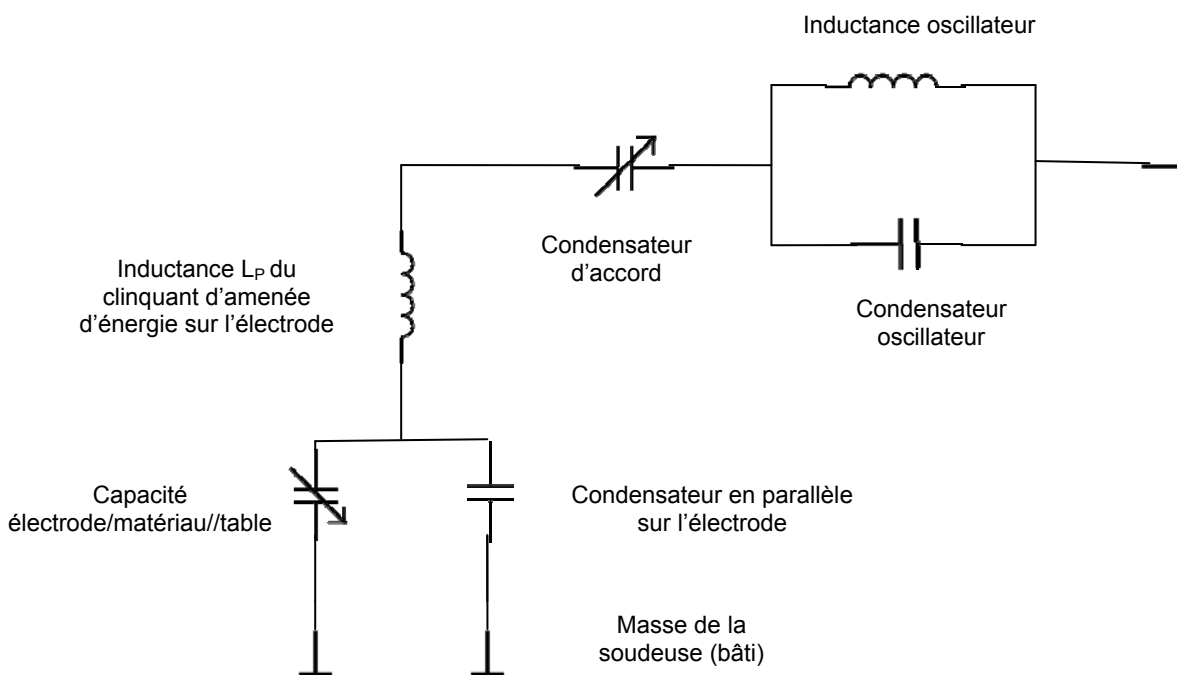 Inductance oscillateur
Condensateur
d’accord
Inductance LP du
clinquant d’amenée
d’énergie sur l’électrode
Condensateur
oscillateur
Capacité
électrode/matériau//table
Condensateur en parallèle
sur l’électrode
Masse de la
soudeuse (bâti)